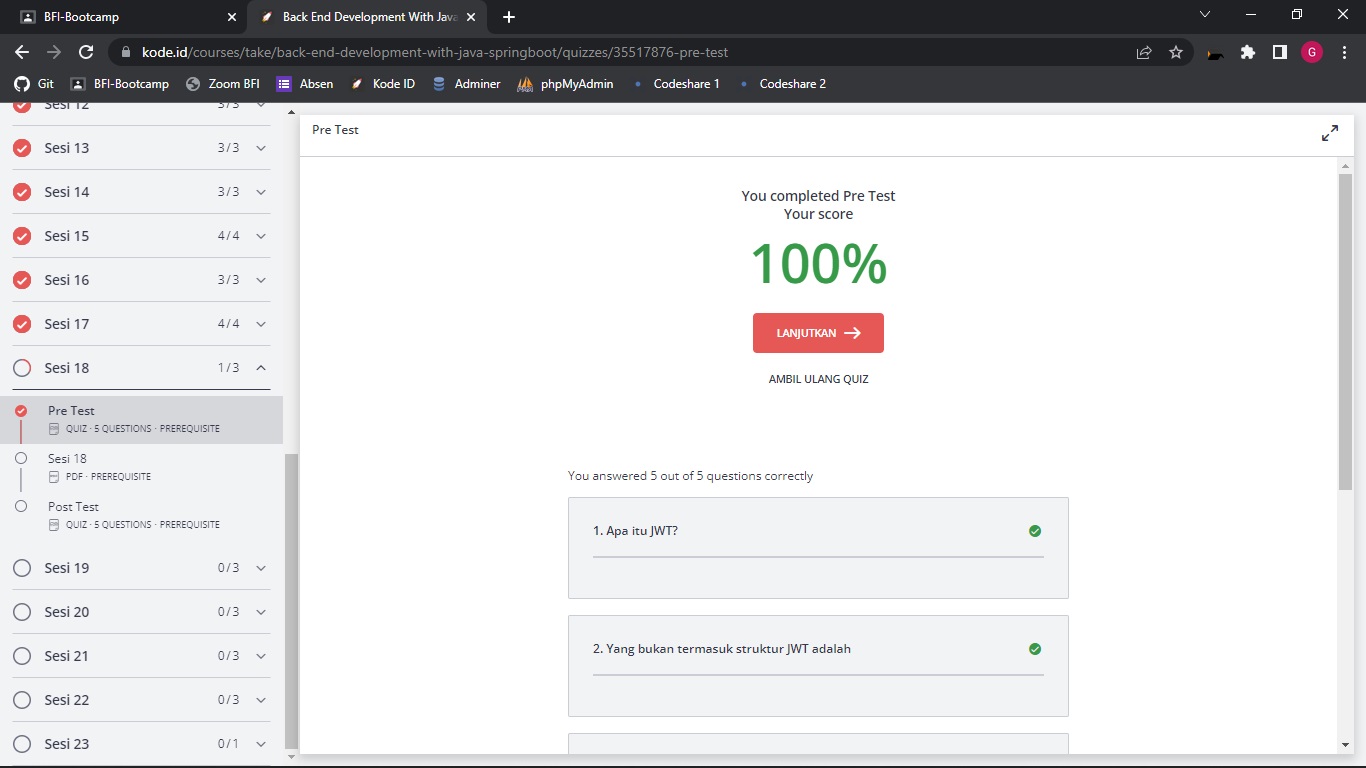 BFI-Bootcamp
Back End Development With Java
kode.id/courses/take/back-end-development-with-java-springboot/quizzes/35517876-pre-test
G
Git
BFI-Bootcamp
Zoom BFI
Absen
Kode ID
Adminer
phpMyAdmin
Codeshare 1
Codeshare 2
Sesi 12 3/3
Sesi 13 3/3
Sesi 14 3/3
Sesi 15 4/4
Sesi 16 3/3
Sesi 17 4/4
Sesi 18 1/3
Pre Test
QUIZ · 5 QUESTIONS · PREREQUISITE
Sesi 18
PDF · PREREQUISITE
Post Test
QUIZ · 5 QUESTIONS · PREREQUISITE
Sesi 19 0/3
Sesi 20 0/3
Sesi 21 0/3
Sesi 22 0/3
Sesi 23 0/1
Pre Test
You completed Pre Test
Your score
100%
LANJUTKAN
AMBIL ULANG QUIZ
You answered 5 out of 5 questions correctly
1. Apa itu JWT?
2. Yang bukan termasuk struktur JWT adalah